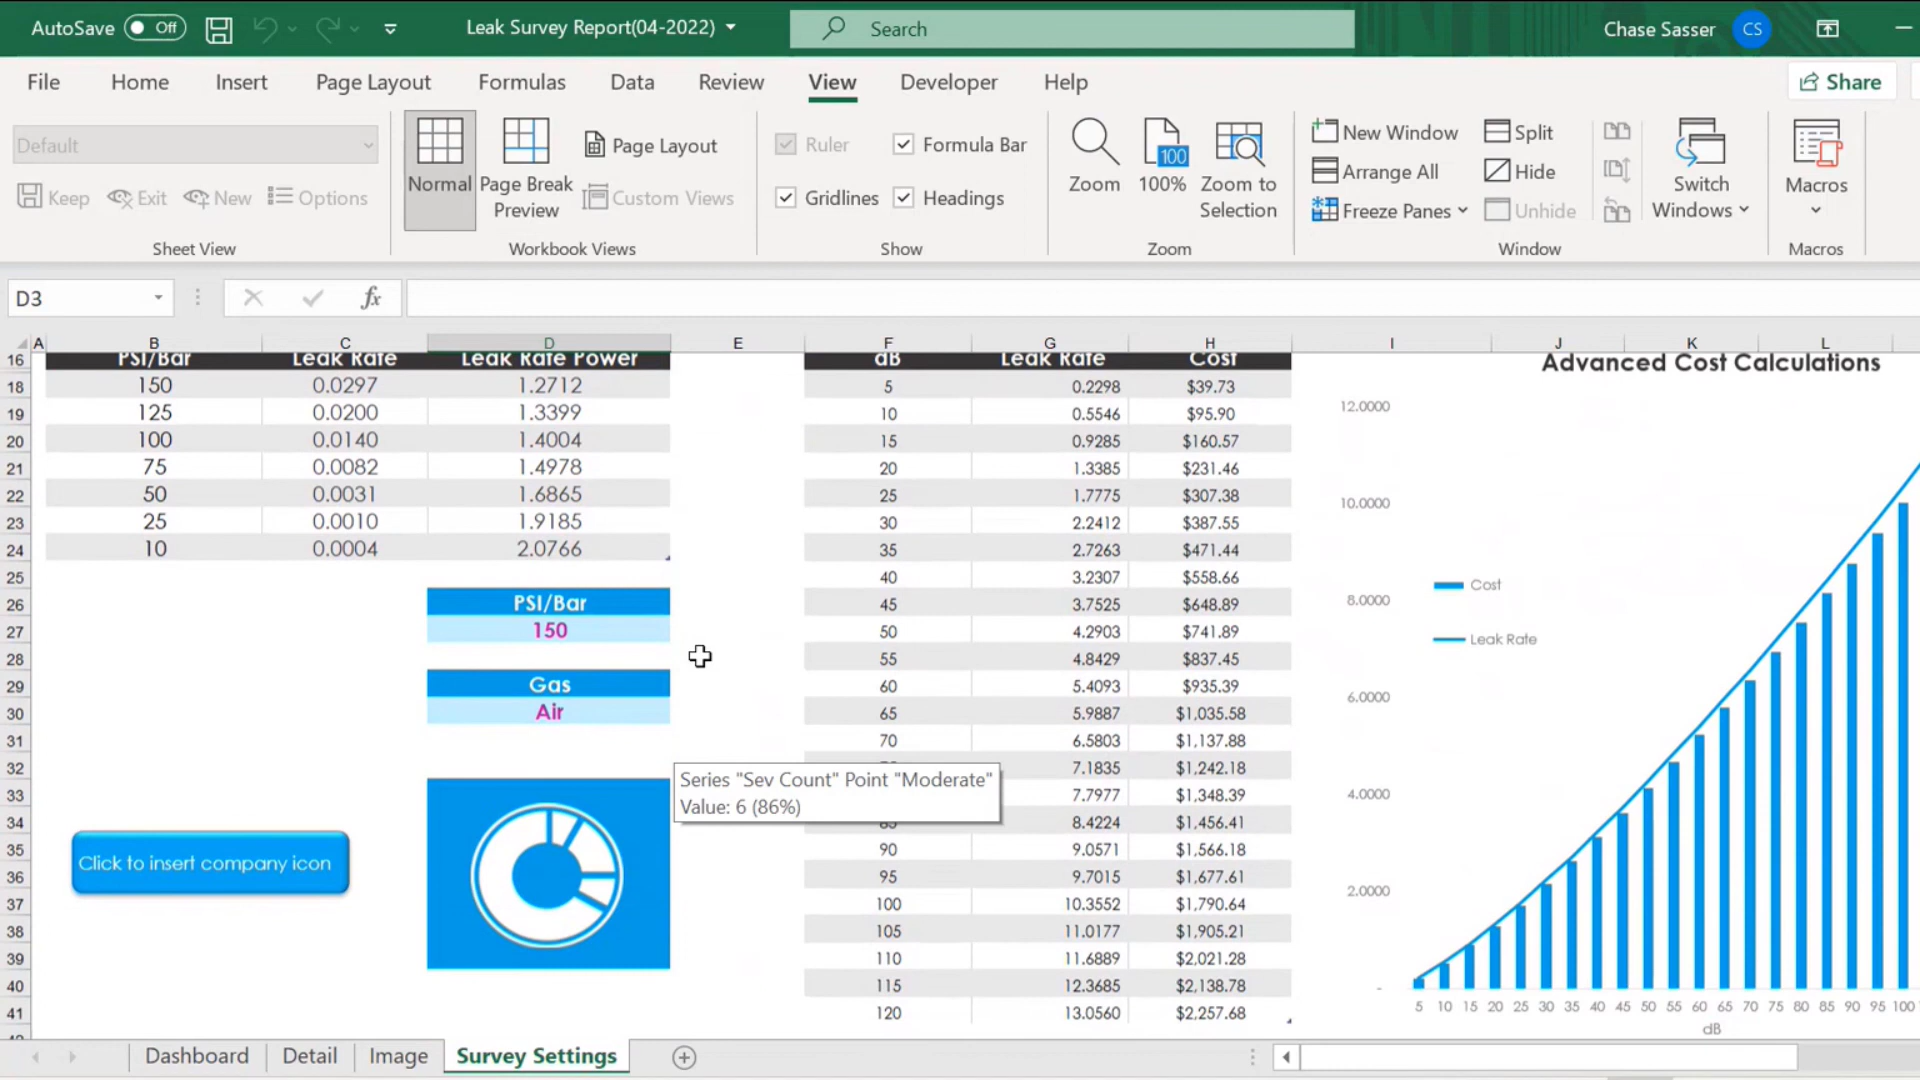 AutoSave Off Leak Survey Report(04-2022) Search Chase Sasser CS
File Home Insert Page Layout Formulas Data Review View Developer Help Share
Default
Keep Exit New Options
Sheet View
Normal
Page Break Preview
Page Layout
Custom Views
Workbook Views
Ruler Formula Bar
Gridlines Headings
Show
Zoom
100
100%
Zoom to Selection
Zoom
New Window Split
Arrange All Hide
Freeze Panes Unhide
Switch Windows
Window
Macros
Macros
D3 fx
A B C D E F G H I J K L
16 PSI/Bar Leak Rate Leak Rate Power dB Leak Rate Cost
18 150 0.0297 1.2712 5 0.2298 $39.73
19 125 0.0200 1.3399 10 0.5546 $95.90
20 100 0.0140 1.4004 15 0.9285 $160.57
21 75 0.0082 1.4978 20 1.3385 $231.46
22 50 0.0031 1.6865 25 1.7775 $307.38
23 25 0.0010 1.9185 30 2.2412 $387.55
24 10 0.0004 2.0766 35 2.7263 $471.44
25 40 3.2307 $558.66
26 PSI/Bar 45 3.7525 $648.89
27 150 50 4.2903 $741.89
28 55 4.8429 $837.45
29 Gas 60 5.4093 $935.39
30 Air 65 5.9887 $1,035.58
31 70 6.5803 $1,137.88
32 7.1835 $1,242.18
33 7.7977 $1,348.39
34 8.4224 $1,456.41
35 90 9.0571 $1,566.18
36 95 9.7015 $1,677.61
37 100 10.3552 $1,790.64
38 105 11.0177 $1,905.21
39 110 11.6889 $2,021.28
40 115 12.3685 $2,138.78
41 120 13.0560 $2,257.68
Series "Sev Count" Point "Moderate"
Value: 6 (86%)
Click to insert company icon
Advanced Cost Calculations
12.0000
10.0000
8.0000
6.0000
4.0000
2.0000
-
Cost
Leak Rate
5 10 15 20 25 30 35 40 45 50 55 60 65 70 75 80 85 90 95 100
dB
Dashboard Detail Image Survey Settings